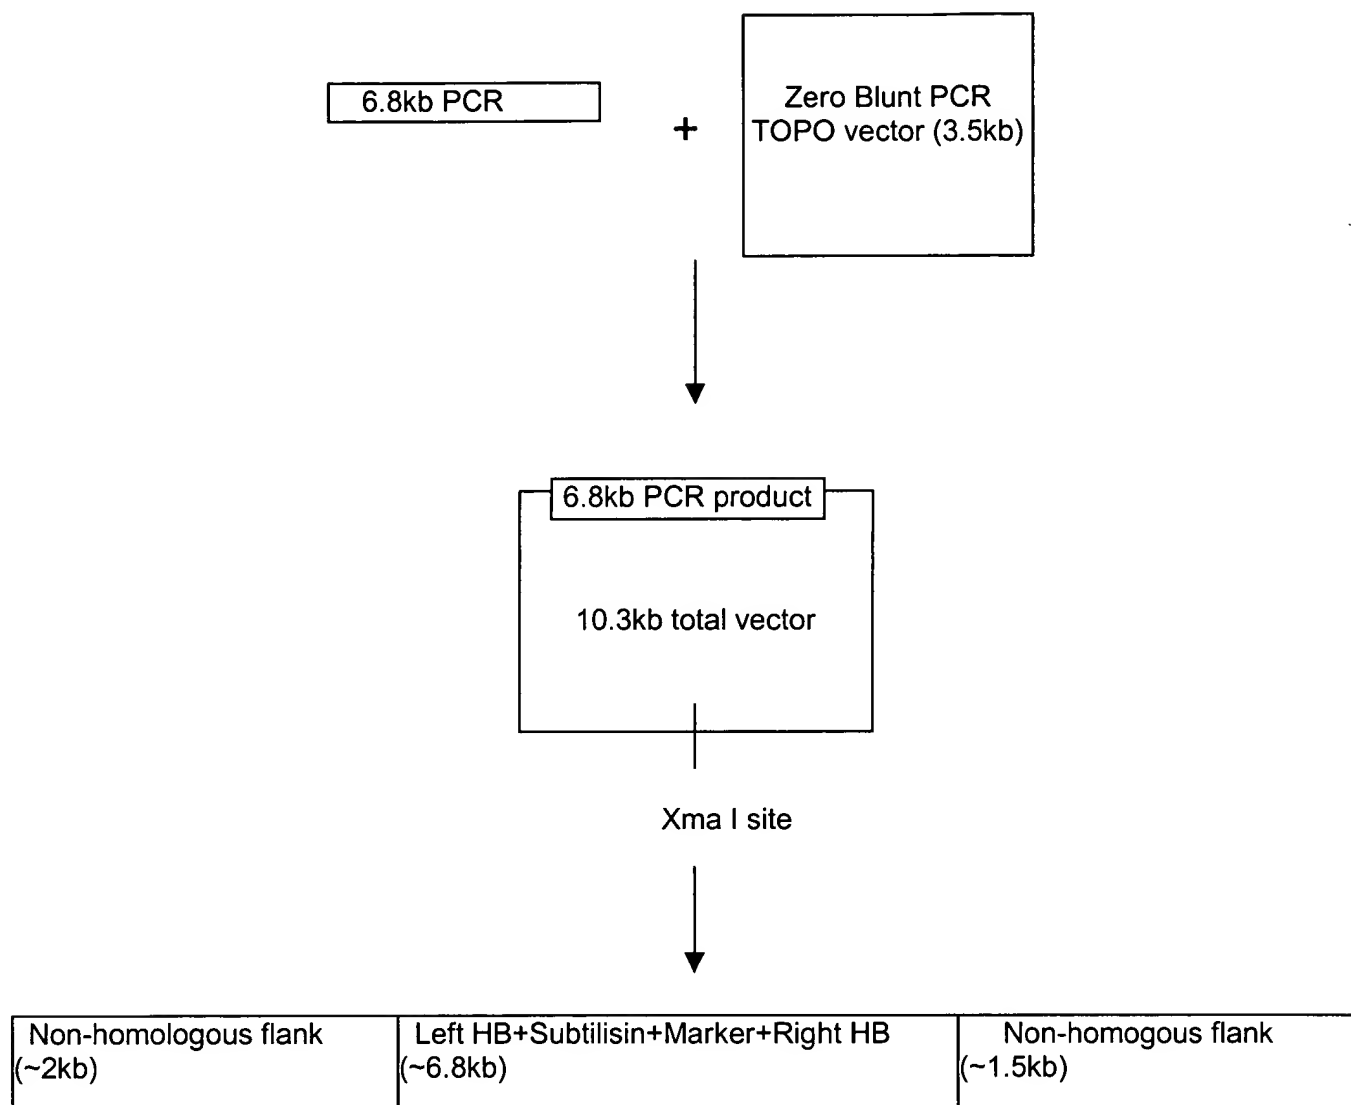 6.8kb PCR
+
Zero Blunt PCR
TOPO vector (3.5kb)
6.8kb PCR product
10.3kb total vector
Xma I site
Non-homologous flank
(~2kb)
Left HB+Subtilisin+Marker+Right HB
(~6.8kb)
Non-homogous flank
(~1.5kb)